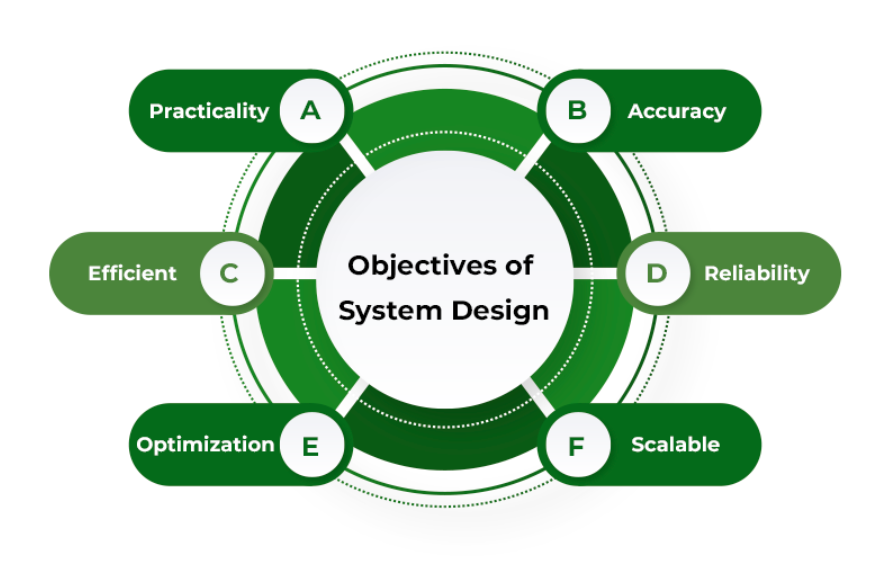 Practicality A
B Accuracy
Efficient C
Objectives of
System Design
D Reliability
Optimization E
F Scalable